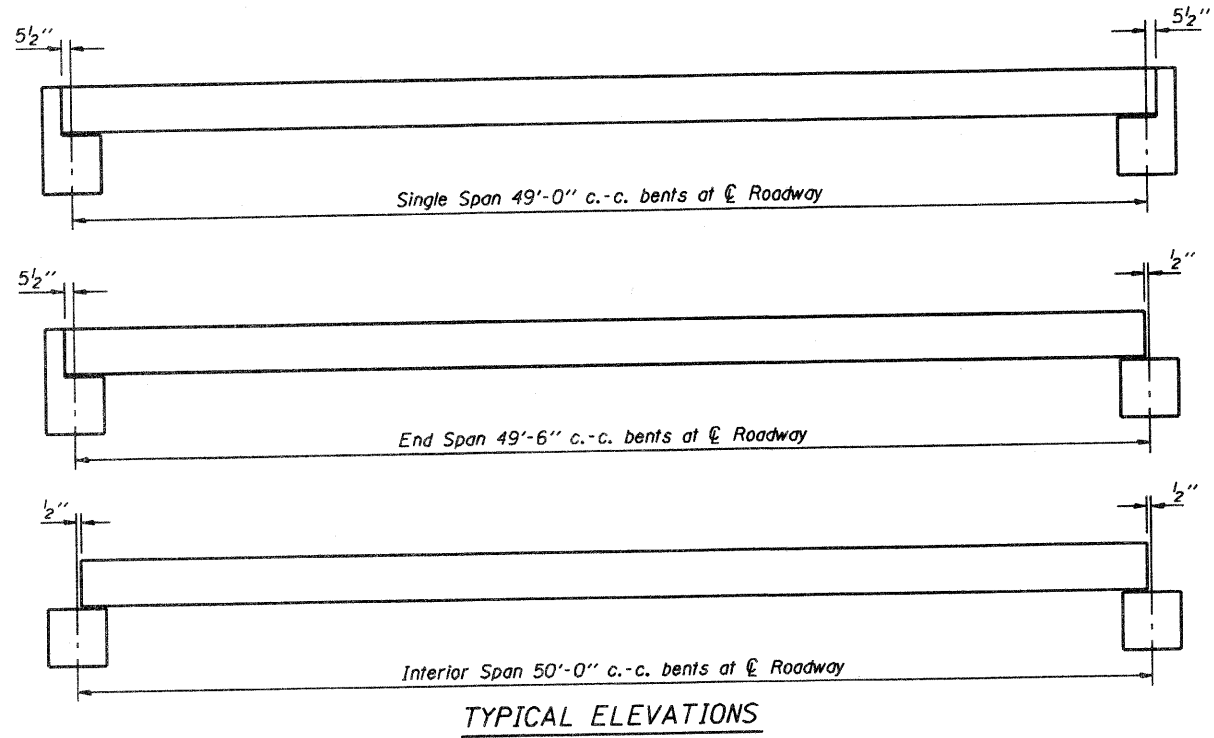 5½" 5½"
Single Span 49'-0" c.-c. bents at ℄ Roadway
5½" ½"
End Span 49'-6" c.-c. bents at ℄ Roadway
½" ½"
Interior Span 50'-0" c.-c. bents at ℄ Roadway
TYPICAL ELEVATIONS